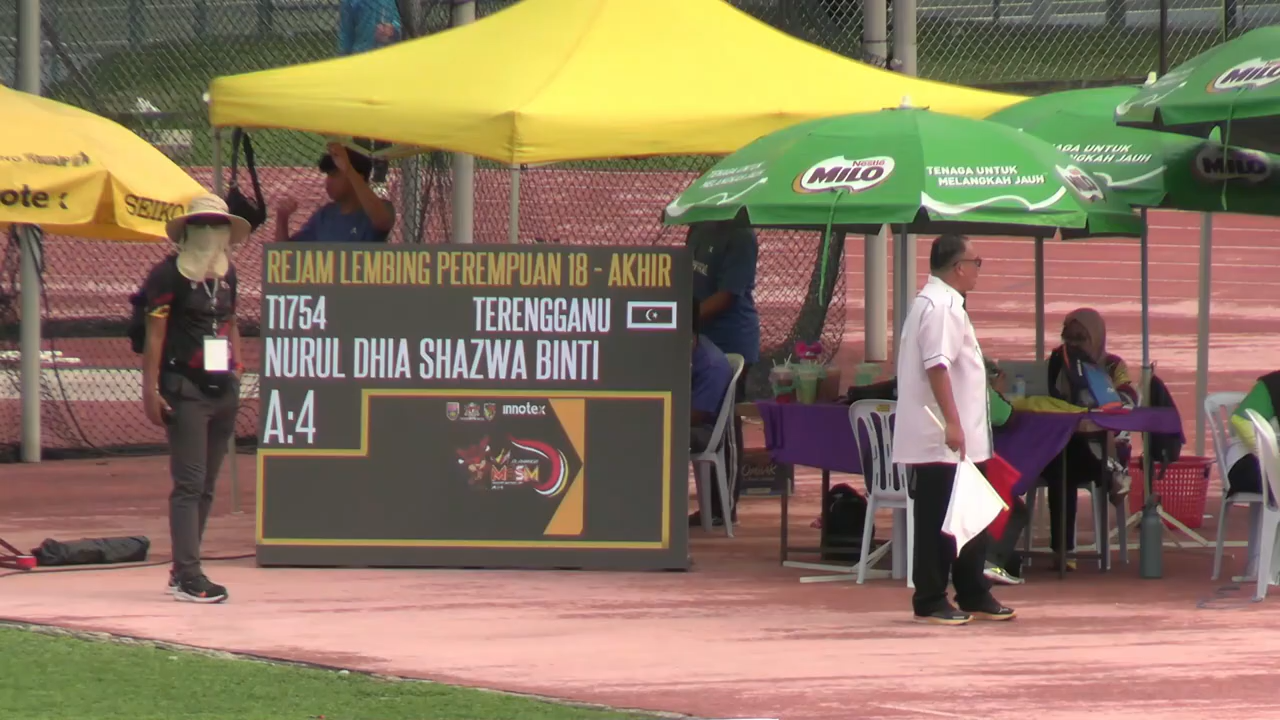 REJAM LEMBING PEREMPUAN 18 - AKHIR
T1754 TERENGGANU
NURUL DHIA SHAZWA BINTI
A:4
innotex
SEIKO
Nestlé
MILO
TENAGA UNTUK
MELANGKAH JAUH
MILO
MILO